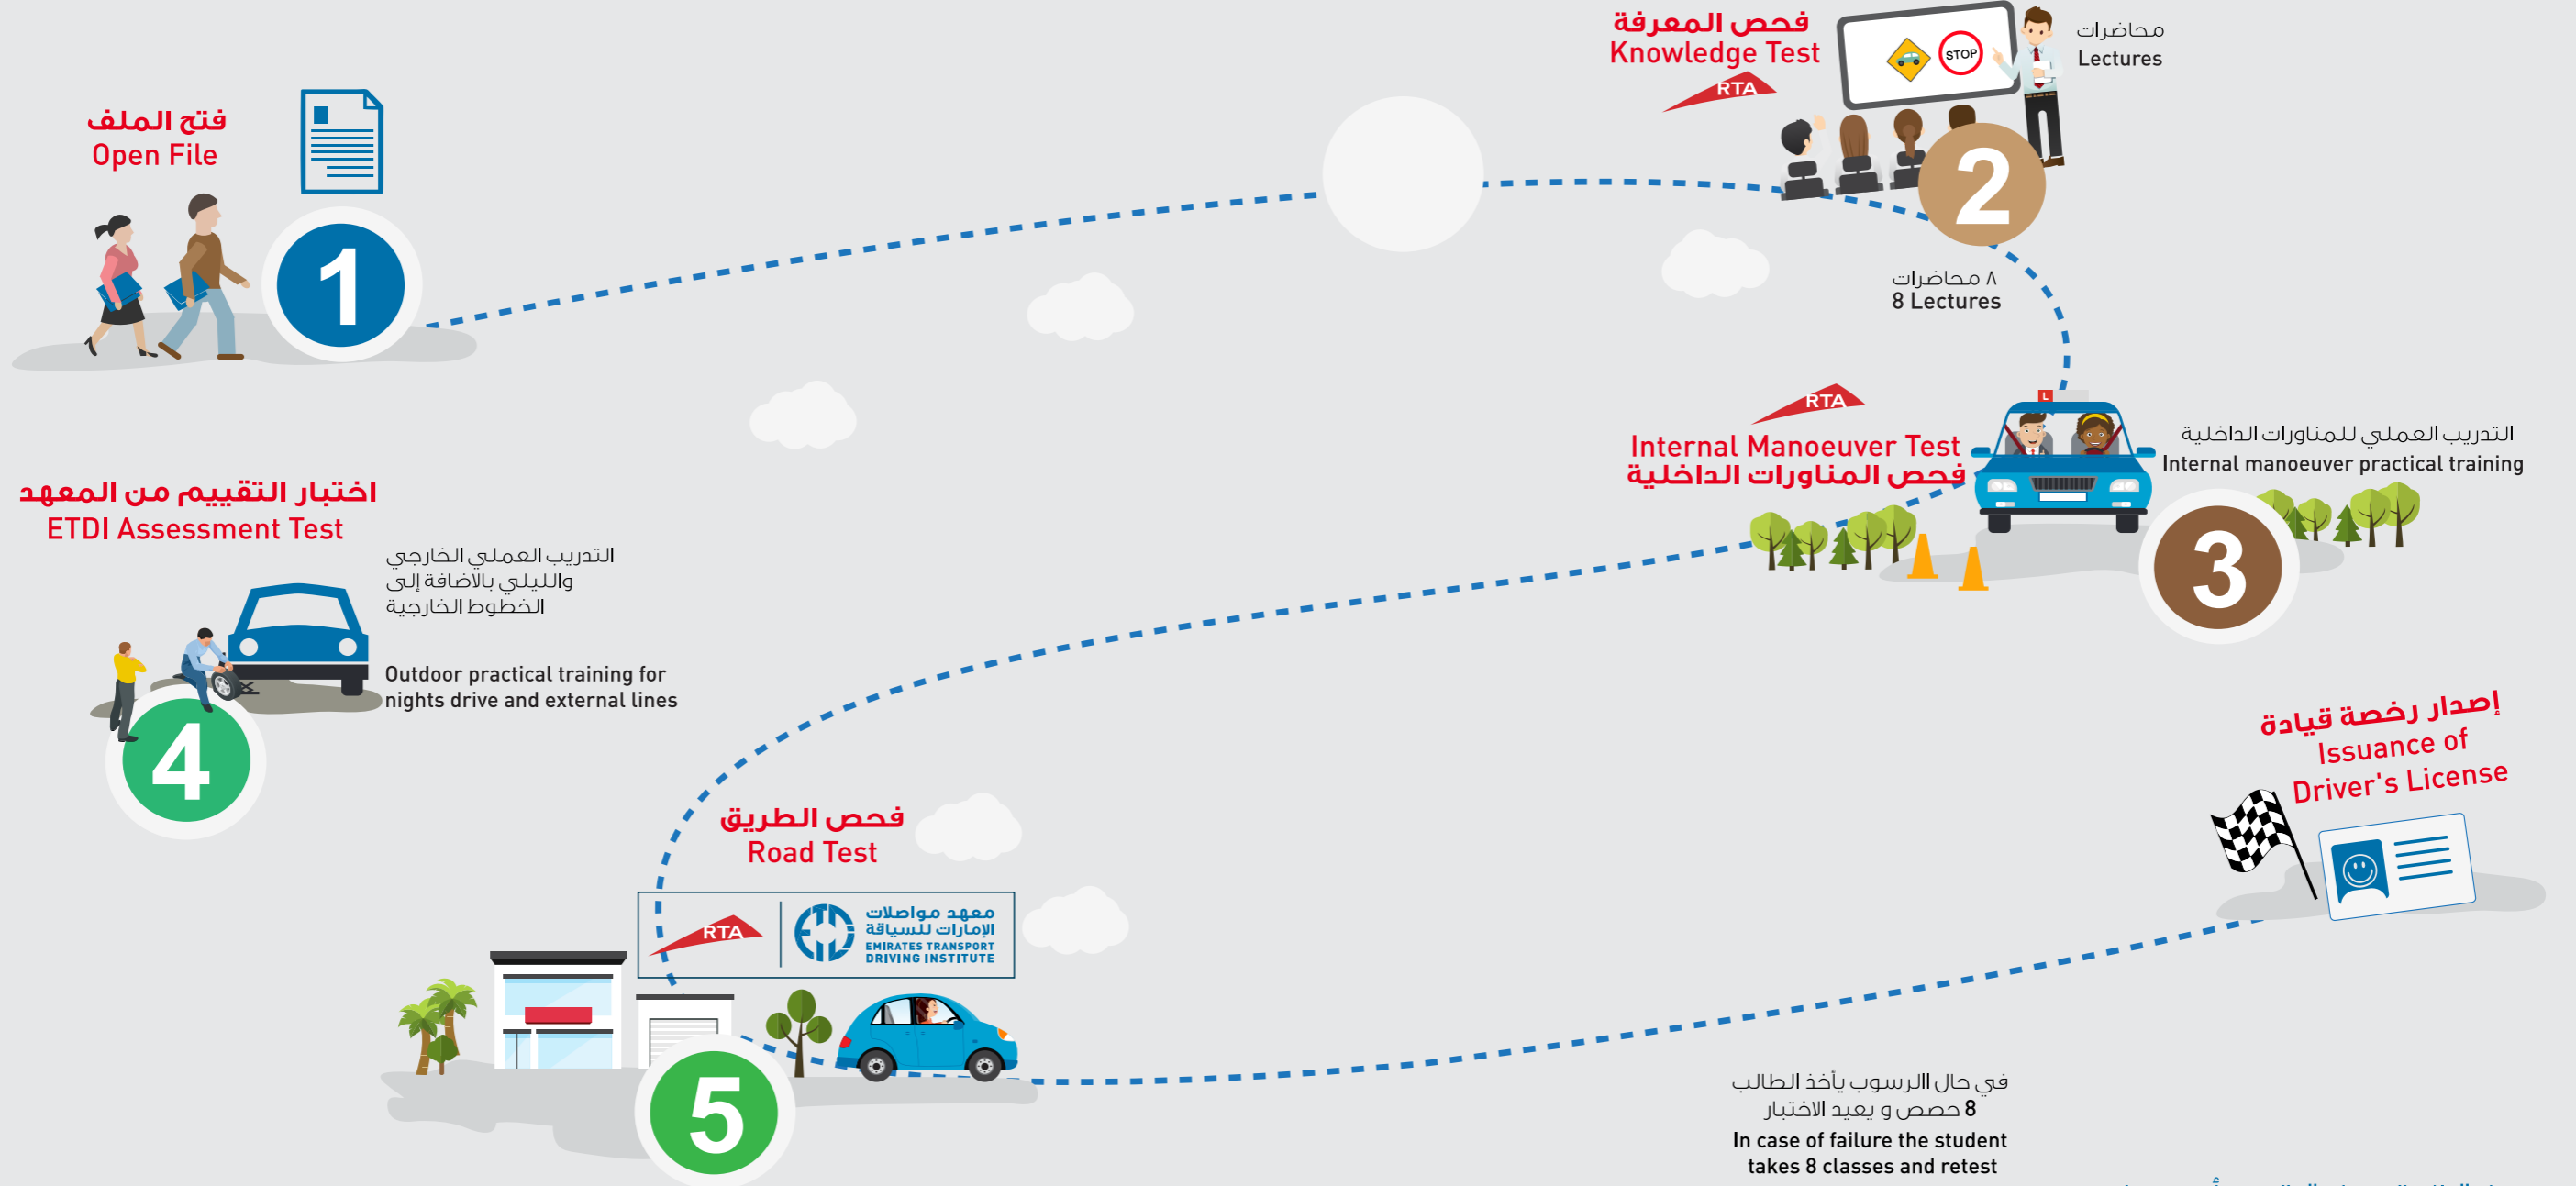 فتح الملف
Open File
1
فحص المعرفة
Knowledge Test
RTA
STOP
محاضرات
Lectures
2
٨ محاضرات
8 Lectures
RTA
Internal Manoeuver Test
فحص المناورات الداخلية
L
التدريب العملي للمناورات الداخلية
Internal manoeuver practical training
3
اختبار التقييم من المعهد
ETDI Assessment Test
التدريب العملي الخارجي
والليلي بالاضافة إلى
الخطوط الخارجية
Outdoor practical training for
nights drive and external lines
4
فحص الطريق
Road Test
RTA
معهد مواصلات
الإمارات للسياقة
EMIRATES TRANSPORT
DRIVING INSTITUTE
5
إصدار رخصة قيادة
Issuance of
Driver's License
في حال االرسوب يأخذ الطالب
8 حصص و يعيد الاختبار
In case of failure the student
takes 8 classes and retest